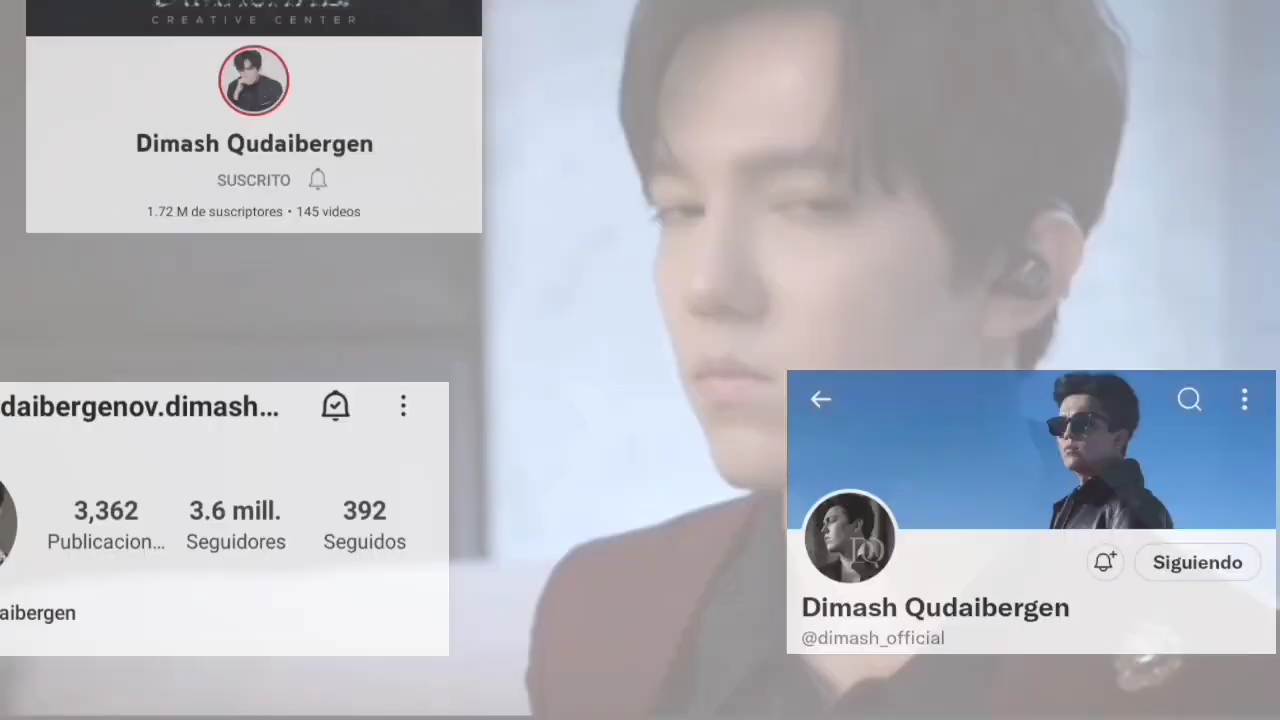 CREATIVE CENTER
Dimash Qudaibergen
SUSCRITO
1.72 M de suscriptores • 145 videos
daibergenov.dimash...
3,362 3.6 mill. 392
Publicacion... Seguidores Seguidos
aibergen
DQ
Siguiendo
Dimash Qudaibergen
@dimash_official